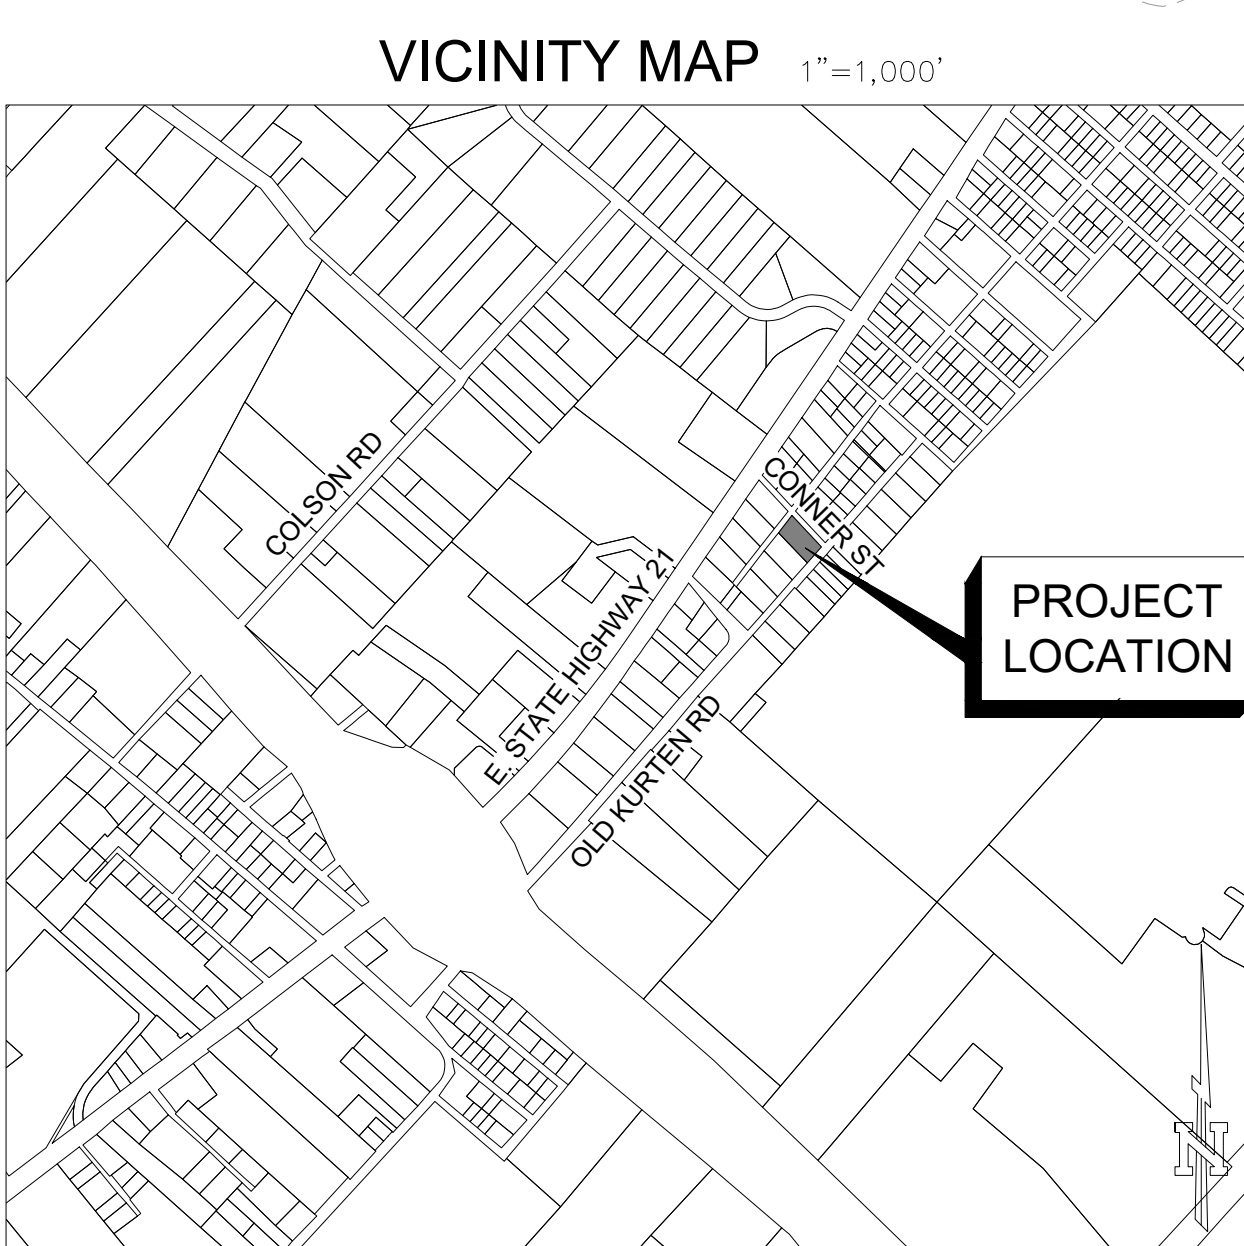 VICINITY MAP 1"=1,000'
COLSON RD
CONNER ST
E. STATE HIGHWAY 21
PROJECT
LOCATION
OLD KURTEN RD
N